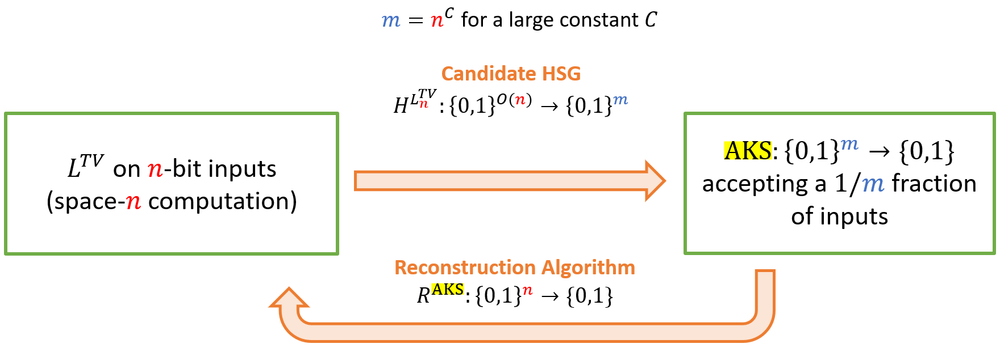 m = n^C for a large constant C
Candidate HSG
H^{L_n^{TV}}: {0,1}^{O(n)} → {0,1}^m
L^{TV} on n-bit inputs
(space-n computation)
AKS: {0,1}^m → {0,1}
accepting a 1/m fraction
of inputs
Reconstruction Algorithm
R^{AKS}: {0,1}^n → {0,1}